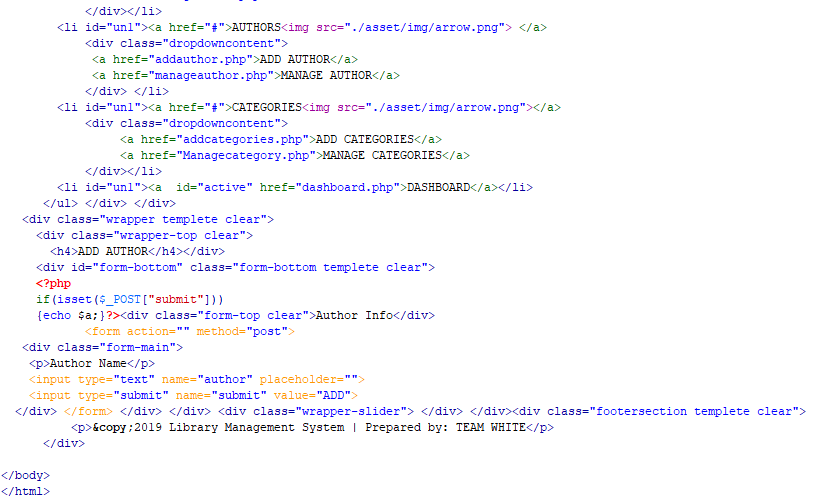 </div></li>
<li id="un1"><a href="#">AUTHORS<img src="./asset/img/arrow.png"> </a>
<div class="dropdowncontent">
<a href="addauthor.php">ADD AUTHOR</a>
<a href="manageauthor.php">MANAGE AUTHOR</a>
</div> </li>
<li id="un1"><a href="#">CATEGORIES<img src="./asset/img/arrow.png"></a>
<div class="dropdowncontent">
<a href="addcategories.php">ADD CATEGORIES</a>
<a href="Managecategory.php">MANAGE CATEGORIES</a>
</div></li>
<li id="un1"><a  id="active" href="dashboard.php">DASHBOARD</a></li>
</ul> </div> </div>
<div class="wrapper templete clear">
<div class="wrapper-top clear">
<h4>ADD AUTHOR</h4></div>
<div id="form-bottom" class="form-bottom templete clear">
<?php
if(isset($_POST["submit"]))
{echo $a;}?><div class="form-top clear">Author Info</div>
<form action="" method="post">
<div class="form-main">
<p>Author Name</p>
<input type="text" name="author" placeholder="">
<input type="submit" name="submit" value="ADD">
</div> </form> </div> </div> <div class="wrapper-slider"> </div> </div><div class="footersection templete clear">
<p>&copy;2019 Library Management System | Prepared by: TEAM WHITE</p>
</div>
</body>
</html>